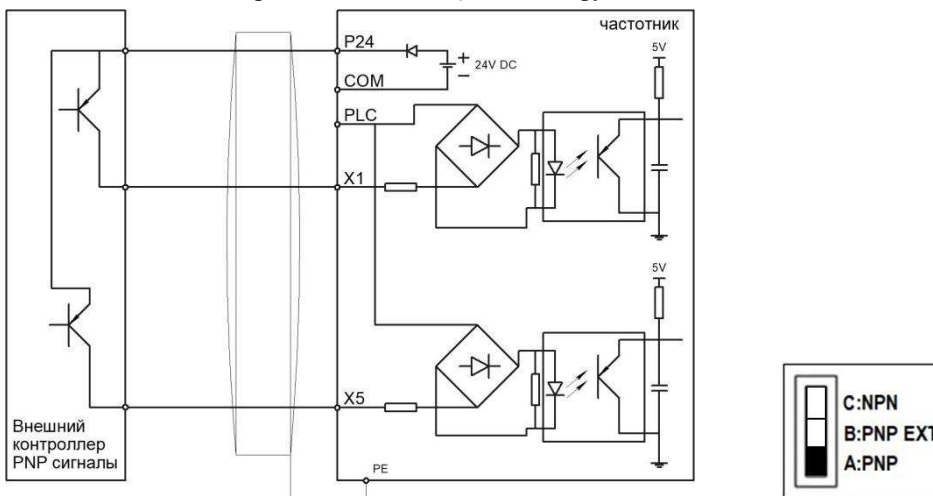 частотник
P24
24V DC
COM
PLC
5V
X1
5V
X5
Внешний
контроллер
PNP сигналы
PE
C:NPN
B:PNP EXT
A:PNP